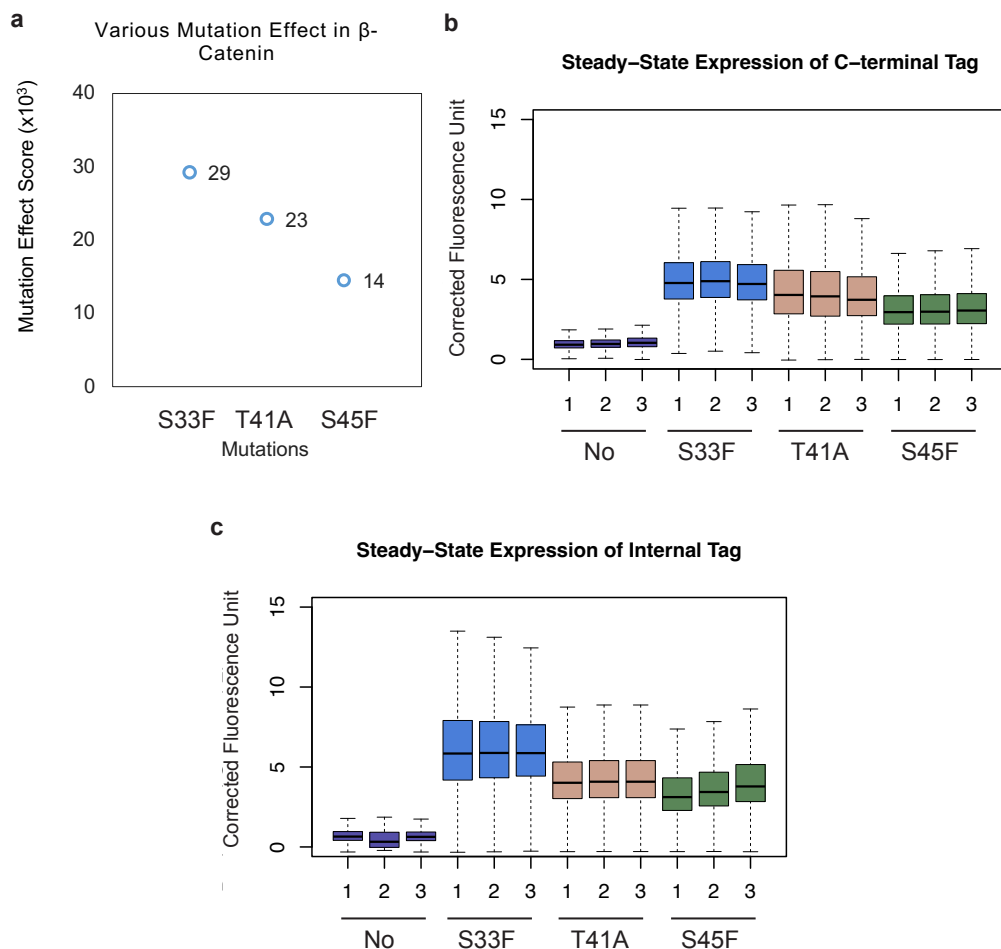 a
Various Mutation Effect in β-
Catenin
Mutation Effect Score (x10³)
40
30
20
10
0
29
23
14
S33F T41A S45F
Mutations
b
Steady–State Expression of C–terminal Tag
Corrected Fluorescence Unit
15
10
5
0
1 2 3 1 2 3 1 2 3 1 2 3
No S33F T41A S45F
c
Steady–State Expression of Internal Tag
Corrected Fluorescence Unit
15
10
5
0
1 2 3 1 2 3 1 2 3 1 2 3
No S33F T41A S45F